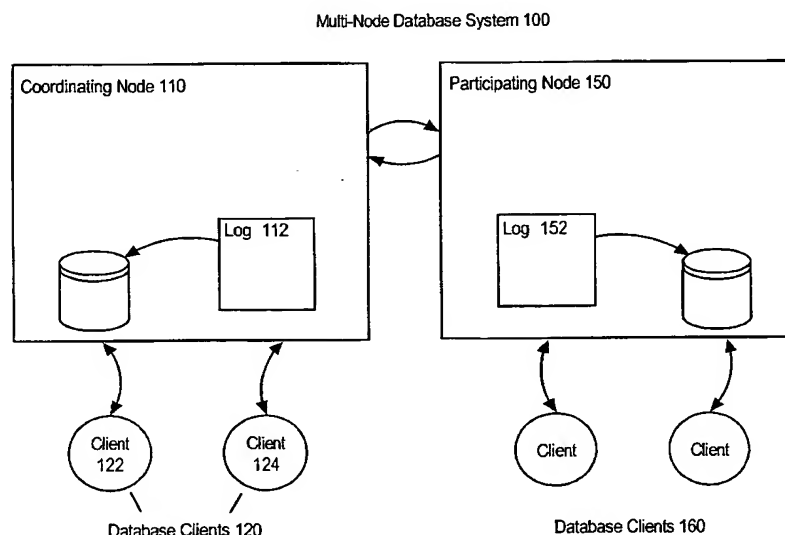 Multi-Node Database System 100
Coordinating Node 110
Participating Node 150
Log 112
Log 152
Client
122
Client
124
Client
Client
Database Clients 120
Database Clients 160